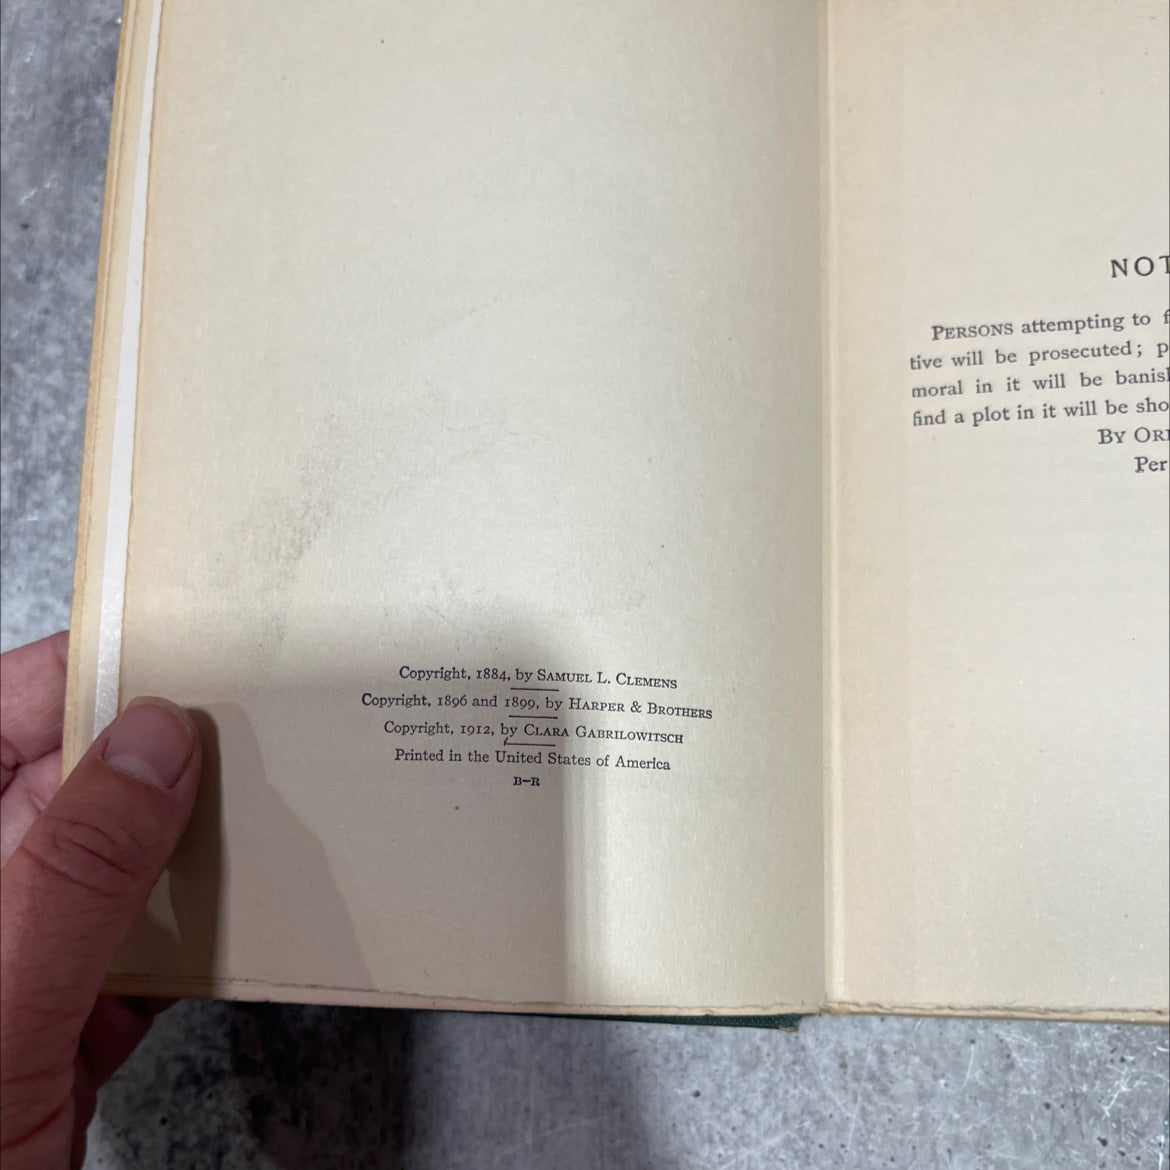 Copyright, 1884, by SAMUEL L. CLEMENS
Copyright, 1896 and 1899, by HARPER & BROTHERS
Copyright, 1912, by CLARA GABRILOWITSCH
Printed in the United States of America
B-R
NOT
PERSONS attempting to f
tive will be prosecuted; p
moral in it will be banis
find a plot in it will be sho
BY OR
Per